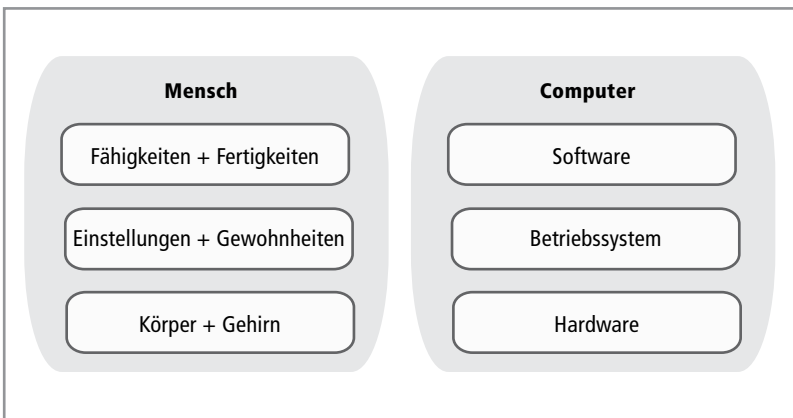 Mensch
Fähigkeiten + Fertigkeiten
Einstellungen + Gewohnheiten
Körper + Gehirn
Computer
Software
Betriebssystem
Hardware